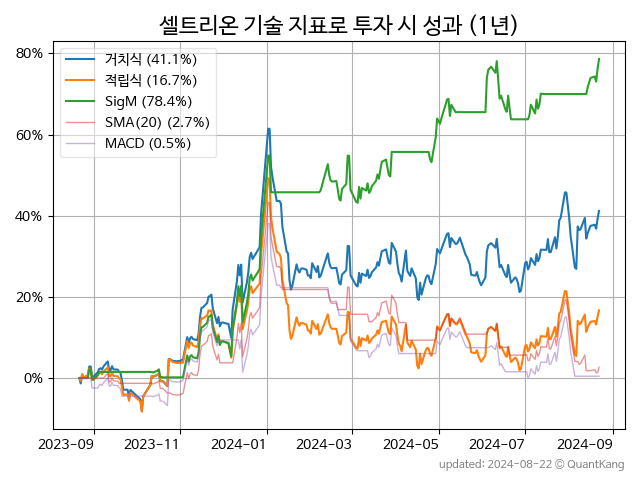 셀트리온 기술 지표로 투자 시 성과 (1년)
거치식 (41.1%)
적립식 (16.7%)
SigM (78.4%)
SMA(20) (2.7%)
MACD (0.5%)
80%
60%
40%
20%
0%
2023-09 2023-11 2024-01 2024-03 2024-05 2024-07 2024-09
updated: 2024-08-22 © QuantKang